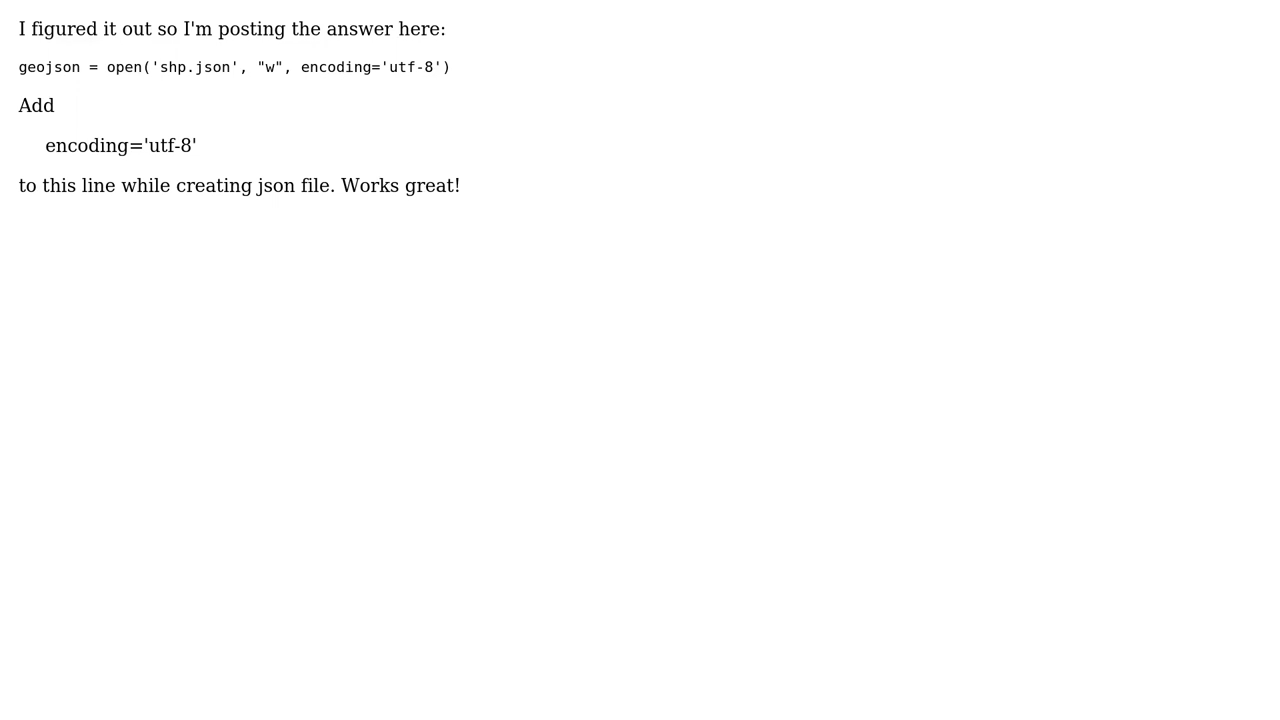 I figured it out so I'm posting the answer here:
geojson = open('shp.json', "w", encoding='utf-8')
Add
encoding='utf-8'
to this line while creating json file. Works great!